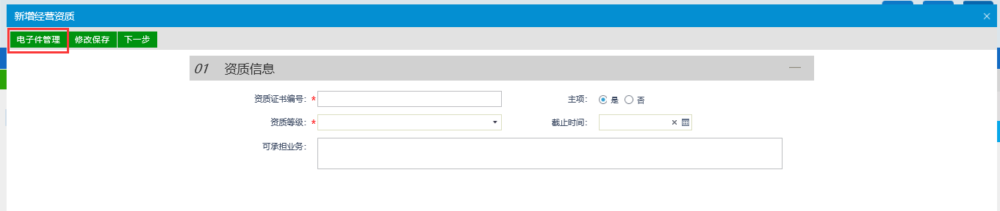 新增经营资质
电子件管理 修改保存 下一步
01 资质信息
资质证书编号：* 主项： 是 否
资质等级：* 截止时间：
可承担业务：